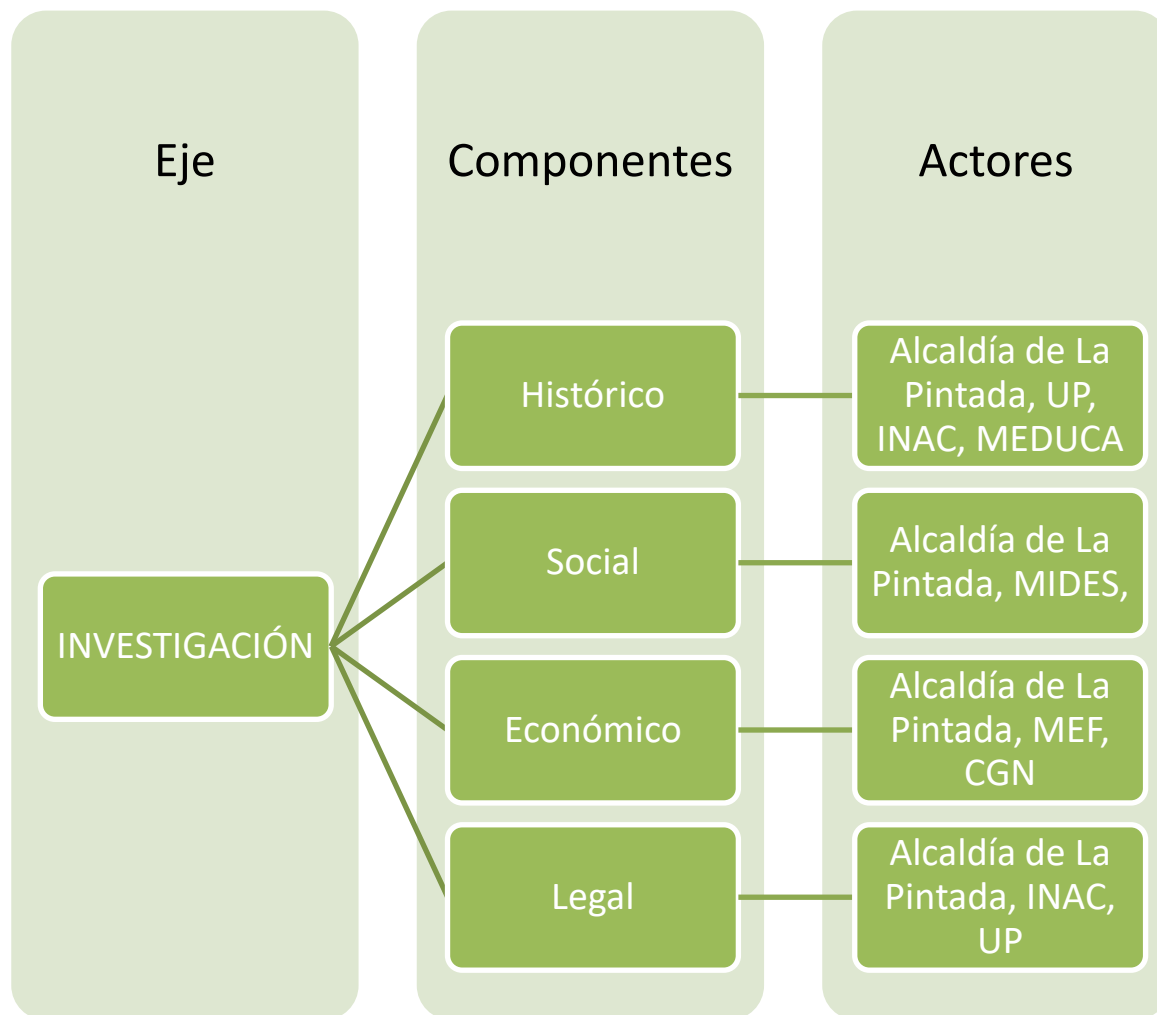 Eje
Componentes
Actores
INVESTIGACIÓN
Histórico
Alcaldía de La
Pintada, UP,
INAC, MEDUCA
Social
Alcaldía de La
Pintada, MIDES,
Económico
Alcaldía de La
Pintada, MEF,
CGN
Legal
Alcaldía de La
Pintada, INAC,
UP